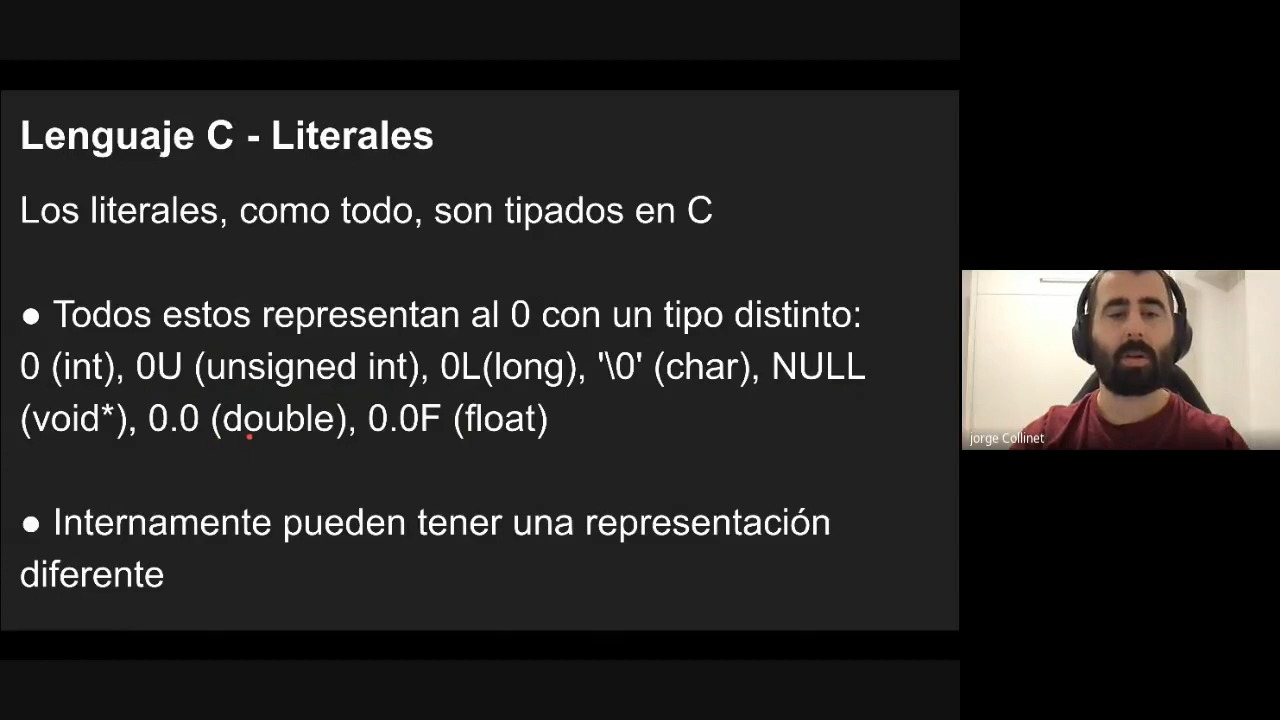 Lenguaje C - Literales
Los literales, como todo, son tipados en C
● Todos estos representan al 0 con un tipo distinto:
0 (int), 0U (unsigned int), 0L(long), '\0' (char), NULL
(void*), 0.0 (double), 0.0F (float)
● Internamente pueden tener una representación
diferente
jorge Collinet